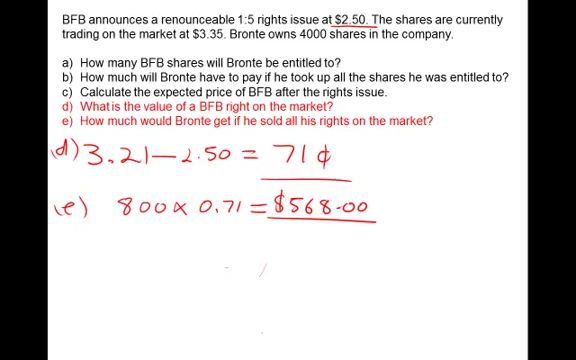 BFB announces a renounceable 1:5 rights issue at $2.50. The shares are currently
trading on the market at $3.35. Bronte owns 4000 shares in the company.
a) How many BFB shares will Bronte be entitled to?
b) How much will Bronte have to pay if he took up all the shares he was entitled to?
c) Calculate the expected price of BFB after the rights issue.
d) What is the value of a BFB right on the market?
e) How much would Bronte get if he sold all his rights on the market?
(d) 3.21 — 2.50 = 71 ¢
(e) 800 × 0.71 = $568.00